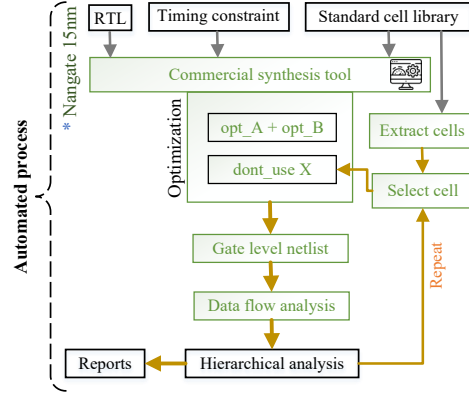 RTL
Timing constraint
Standard cell library
* Nangate 15nm
Commercial synthesis tool
Optimization
opt_A + opt_B
dont_use X
Extract cells
Select cell
Gate level netlist
Data flow analysis
Repeat
Reports
Hierarchical analysis
Automated process